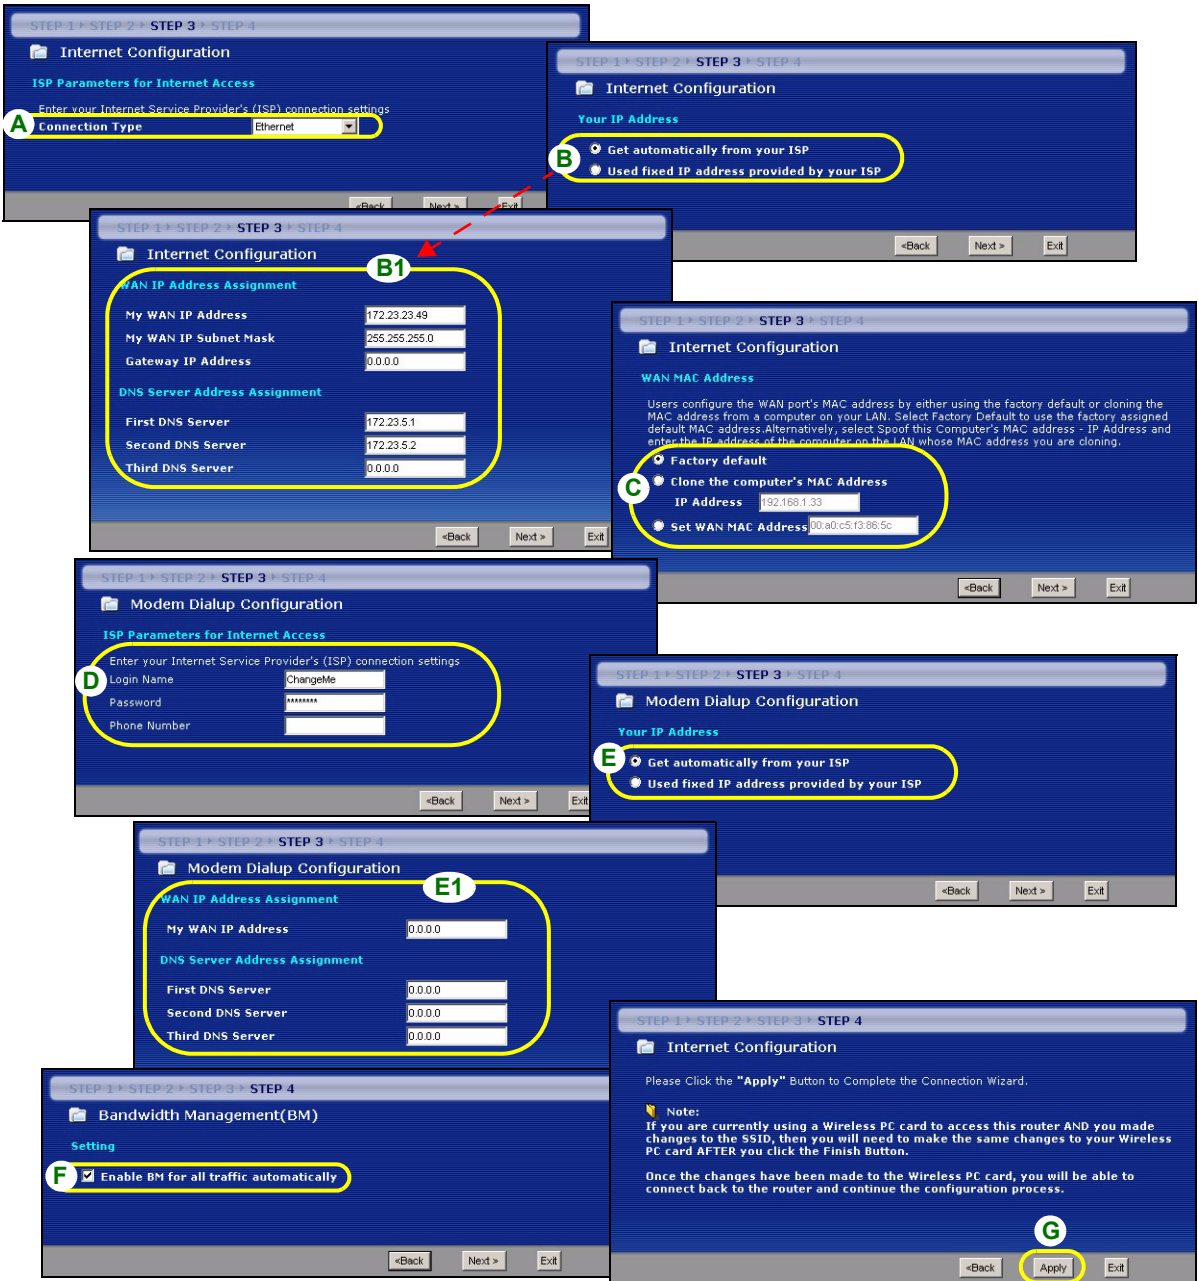 STEP 1 STEP 2 STEP 3 STEP 4
Internet Configuration
ISP Parameters for Internet Access
Enter your Internet Service Provider's (ISP) connection settings
A Connection Type Ethernet
<Back Next > Exit
STEP 1 STEP 2 STEP 3 STEP 4
Internet Configuration
Your IP Address
B
Get automatically from your ISP
Used fixed IP address provided by your ISP
<Back Next > Exit
STEP 1 STEP 2 STEP 3 STEP 4
Internet Configuration
B1
WAN IP Address Assignment
My WAN IP Address 172.23.23.49
My WAN IP Subnet Mask 255.255.255.0
Gateway IP Address 0.0.0.0
DNS Server Address Assignment
First DNS Server 172.23.5.1
Second DNS Server 172.23.5.2
Third DNS Server 0.0.0.0
<Back Next > Exit
STEP 1 STEP 2 STEP 3 STEP 4
Internet Configuration
WAN MAC Address
Users configure the WAN port's MAC address by either using the factory default or cloning the
MAC address from a computer on your LAN. Select Factory Default to use the factory assigned
default MAC address.Alternatively, select Spoof this Computer's MAC address - IP Address and
enter the IP address of the computer on the LAN whose MAC address you are cloning.
Factory default
C Clone the computer's MAC Address
IP Address 192.168.1.33
Set WAN MAC Address 00:a0:c5:f3:86:5c
<Back Next > Exit
STEP 1 STEP 2 STEP 3 STEP 4
Modem Dialup Configuration
ISP Parameters for Internet Access
Enter your Internet Service Provider's (ISP) connection settings
D Login Name ChangeMe
Password ********
Phone Number
<Back Next > Exit
STEP 1 STEP 2 STEP 3 STEP 4
Modem Dialup Configuration
Your IP Address
E Get automatically from your ISP
Used fixed IP address provided by your ISP
<Back Next > Exit
STEP 1 STEP 2 STEP 3 STEP 4
Modem Dialup Configuration
E1
WAN IP Address Assignment
My WAN IP Address 0.0.0.0
DNS Server Address Assignment
First DNS Server 0.0.0.0
Second DNS Server 0.0.0.0
Third DNS Server 0.0.0.0
STEP 1 STEP 2 STEP 3 STEP 4
Bandwidth Management(BM)
Setting
F Enable BM for all traffic automatically
<Back Next > Exit
STEP 1 STEP 2 STEP 3 STEP 4
Internet Configuration
Please Click the "Apply" Button to Complete the Connection Wizard.
Note:
If you are currently using a Wireless PC card to access this router AND you made
changes to the SSID, then you will need to make the same changes to your Wireless
PC card AFTER you click the Finish Button.
Once the changes have been made to the Wireless PC card, you will be able to
connect back to the router and continue the configuration process.
G
<Back Apply Exit